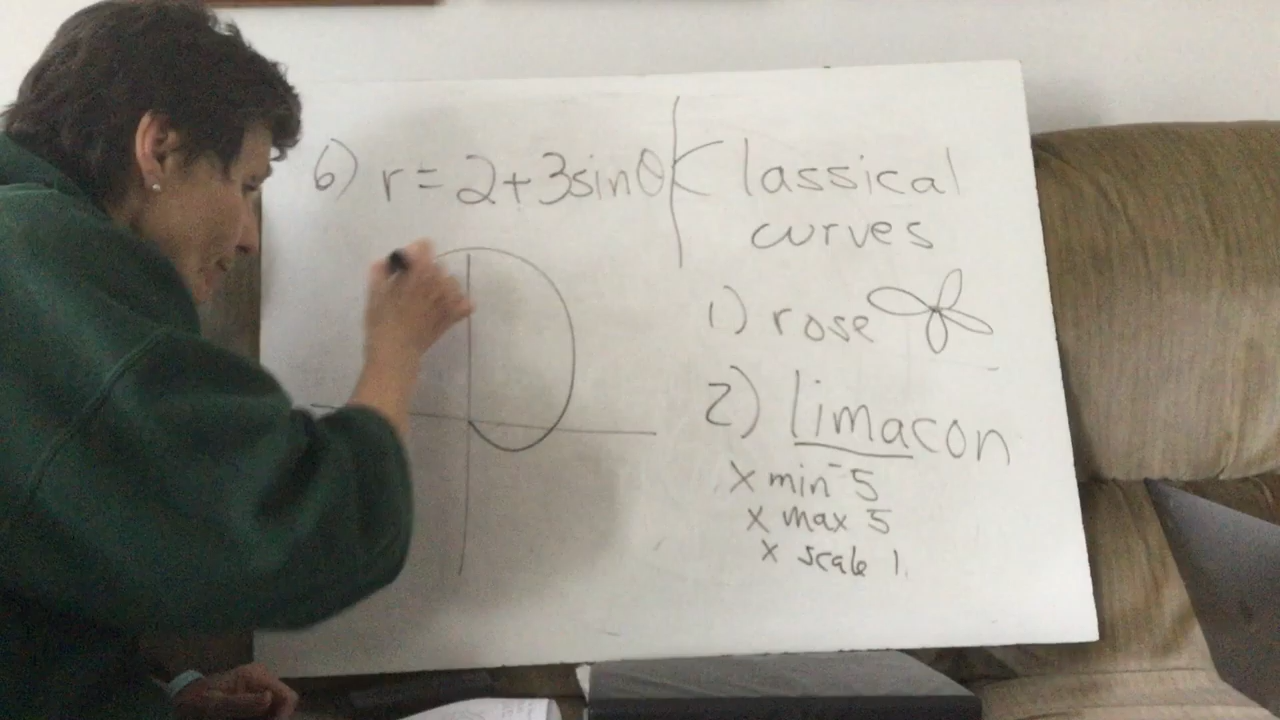 6) r = 2+3sinθ
Classical
curves
1) rose
2) limacon
x min -5
x max 5
x scale 1